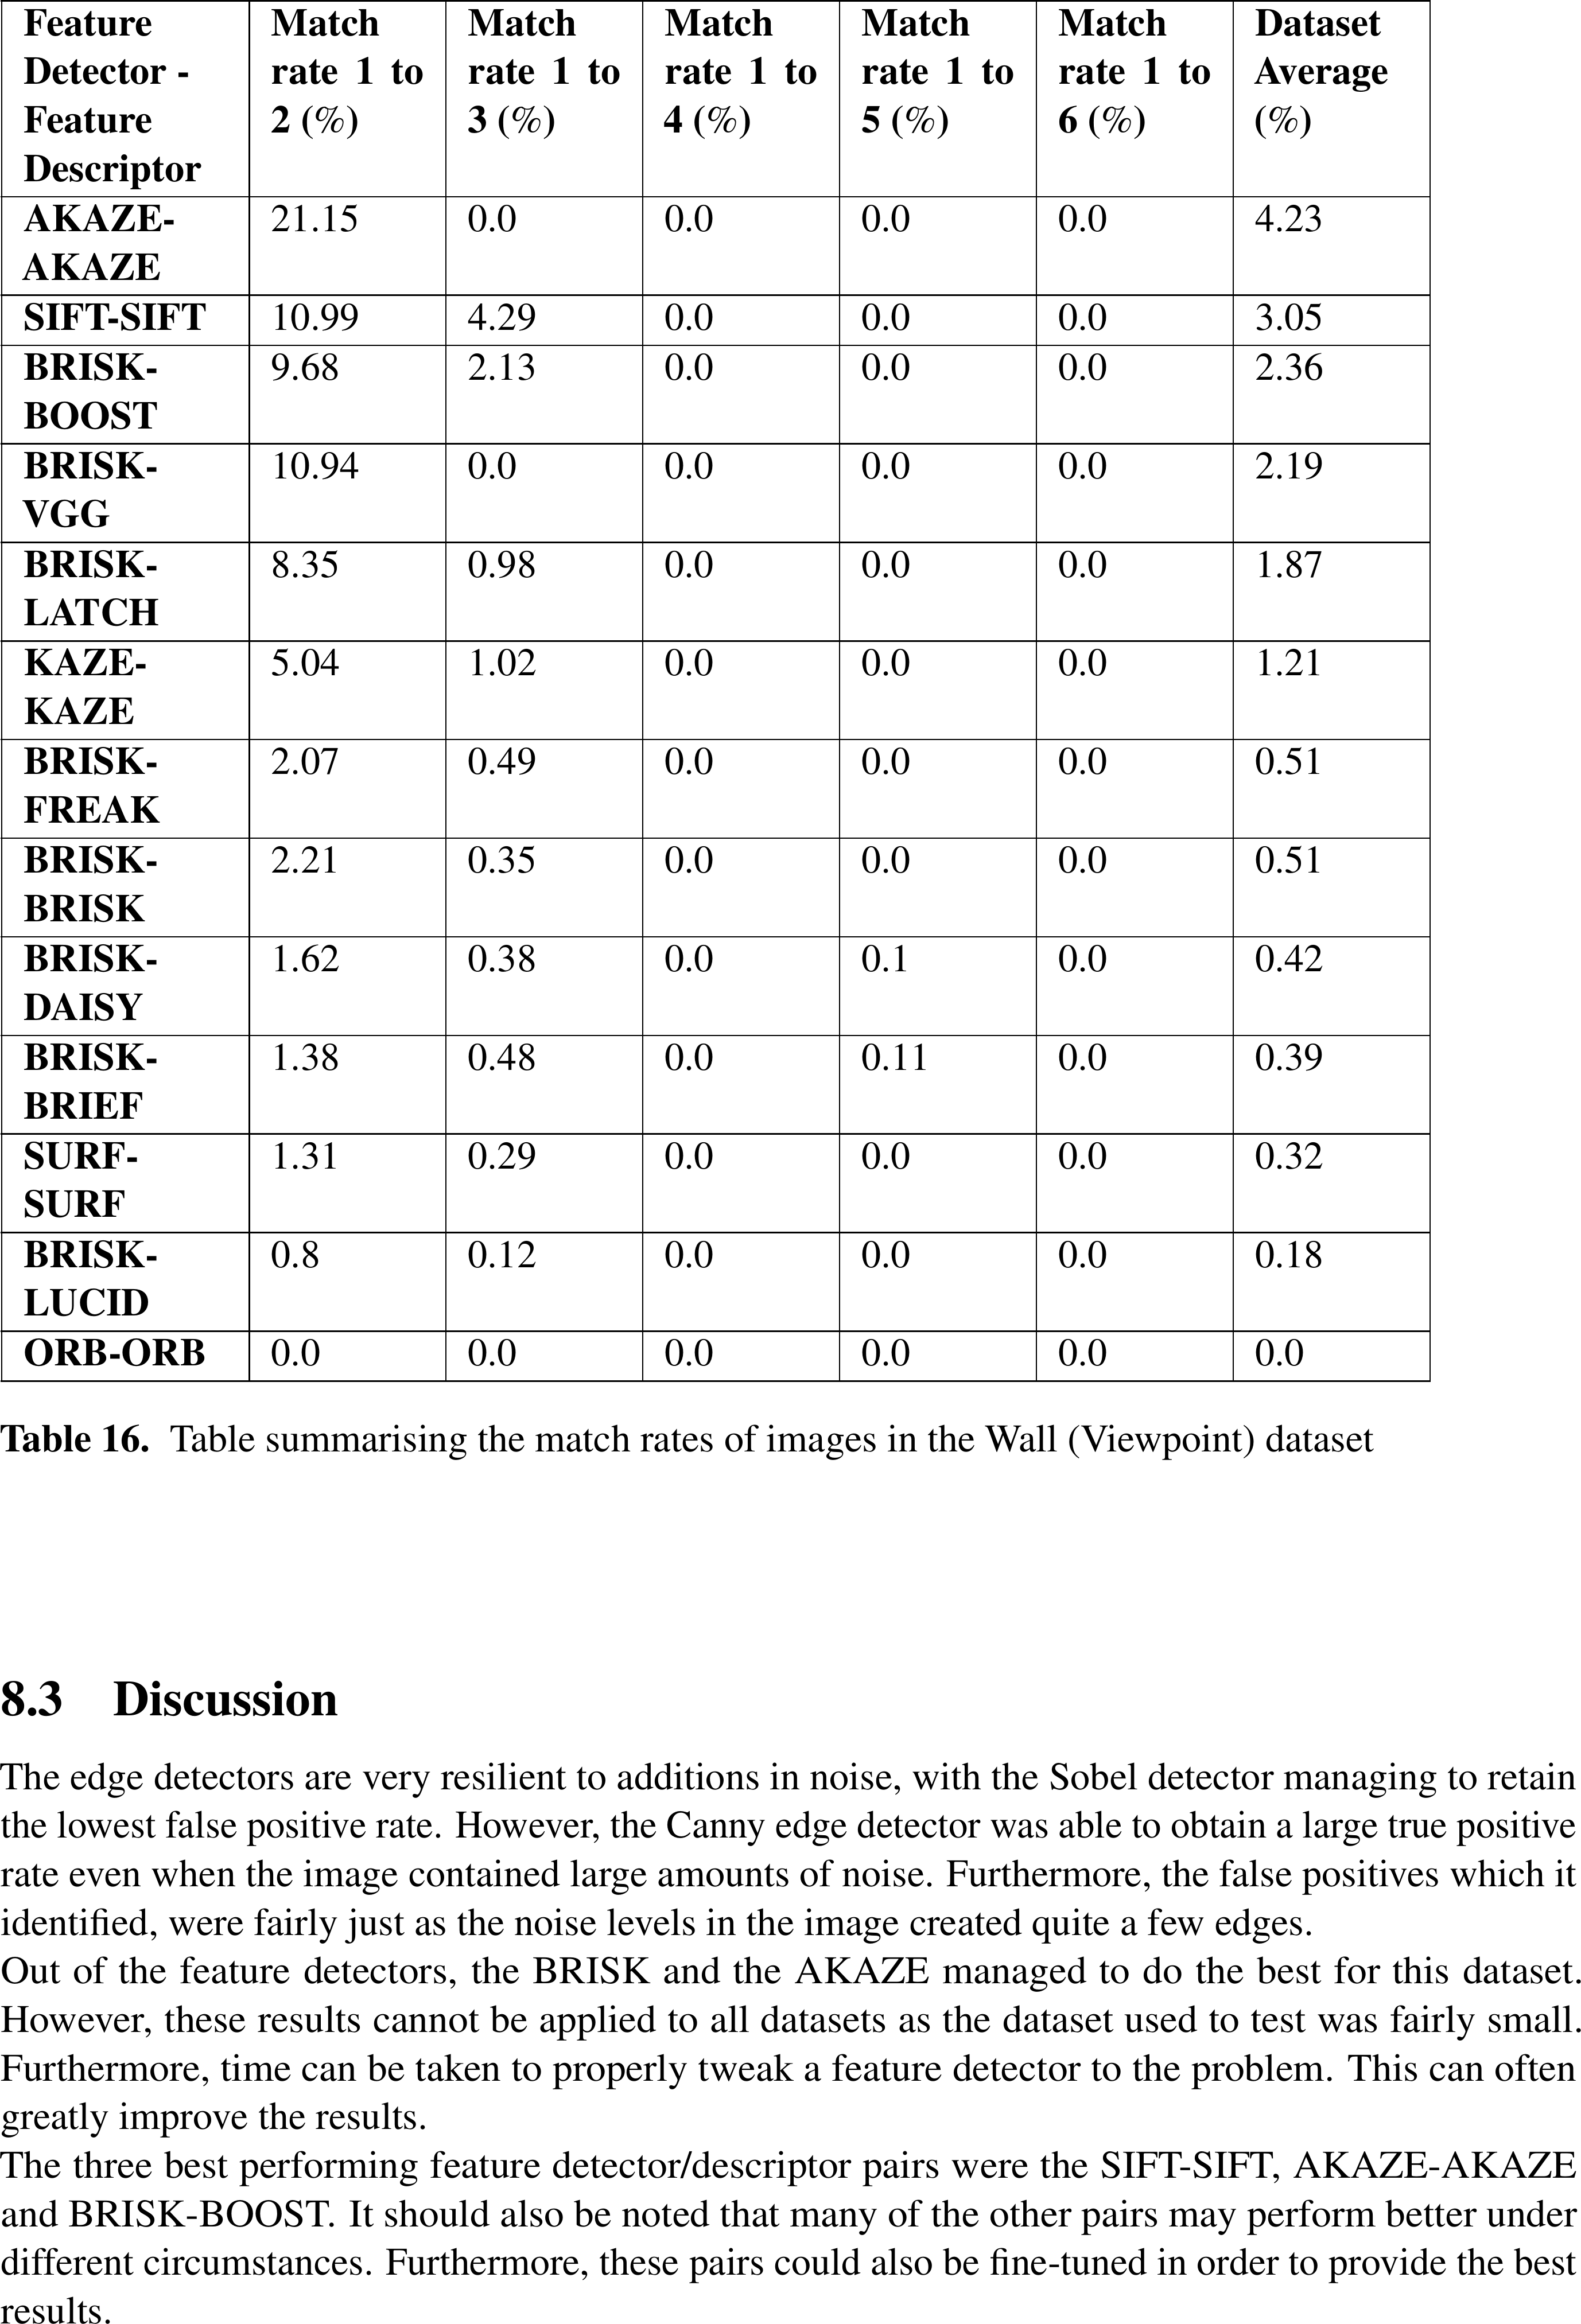 Feature Detector - Feature Descriptor | Match rate 1 to 2 (%) | Match rate 1 to 3 (%) | Match rate 1 to 4 (%) | Match rate 1 to 5 (%) | Match rate 1 to 6 (%) | Dataset Average (%)
AKAZE-AKAZE | 21.15 | 0.0 | 0.0 | 0.0 | 0.0 | 4.23
SIFT-SIFT | 10.99 | 4.29 | 0.0 | 0.0 | 0.0 | 3.05
BRISK-BOOST | 9.68 | 2.13 | 0.0 | 0.0 | 0.0 | 2.36
BRISK-VGG | 10.94 | 0.0 | 0.0 | 0.0 | 0.0 | 2.19
BRISK-LATCH | 8.35 | 0.98 | 0.0 | 0.0 | 0.0 | 1.87
KAZE-KAZE | 5.04 | 1.02 | 0.0 | 0.0 | 0.0 | 1.21
BRISK-FREAK | 2.07 | 0.49 | 0.0 | 0.0 | 0.0 | 0.51
BRISK-BRISK | 2.21 | 0.35 | 0.0 | 0.0 | 0.0 | 0.51
BRISK-DAISY | 1.62 | 0.38 | 0.0 | 0.1 | 0.0 | 0.42
BRISK-BRIEF | 1.38 | 0.48 | 0.0 | 0.11 | 0.0 | 0.39
SURF-SURF | 1.31 | 0.29 | 0.0 | 0.0 | 0.0 | 0.32
BRISK-LUCID | 0.8 | 0.12 | 0.0 | 0.0 | 0.0 | 0.18
ORB-ORB | 0.0 | 0.0 | 0.0 | 0.0 | 0.0 | 0.0
Table 16. Table summarising the match rates of images in the Wall (Viewpoint) dataset
8.3 Discussion
The edge detectors are very resilient to additions in noise, with the Sobel detector managing to retain
the lowest false positive rate. However, the Canny edge detector was able to obtain a large true positive
rate even when the image contained large amounts of noise. Furthermore, the false positives which it
identified, were fairly just as the noise levels in the image created quite a few edges.
Out of the feature detectors, the BRISK and the AKAZE managed to do the best for this dataset.
However, these results cannot be applied to all datasets as the dataset used to test was fairly small.
Furthermore, time can be taken to properly tweak a feature detector to the problem. This can often
greatly improve the results.
The three best performing feature detector/descriptor pairs were the SIFT-SIFT, AKAZE-AKAZE
and BRISK-BOOST. It should also be noted that many of the other pairs may perform better under
different circumstances. Furthermore, these pairs could also be fine-tuned in order to provide the best
results.